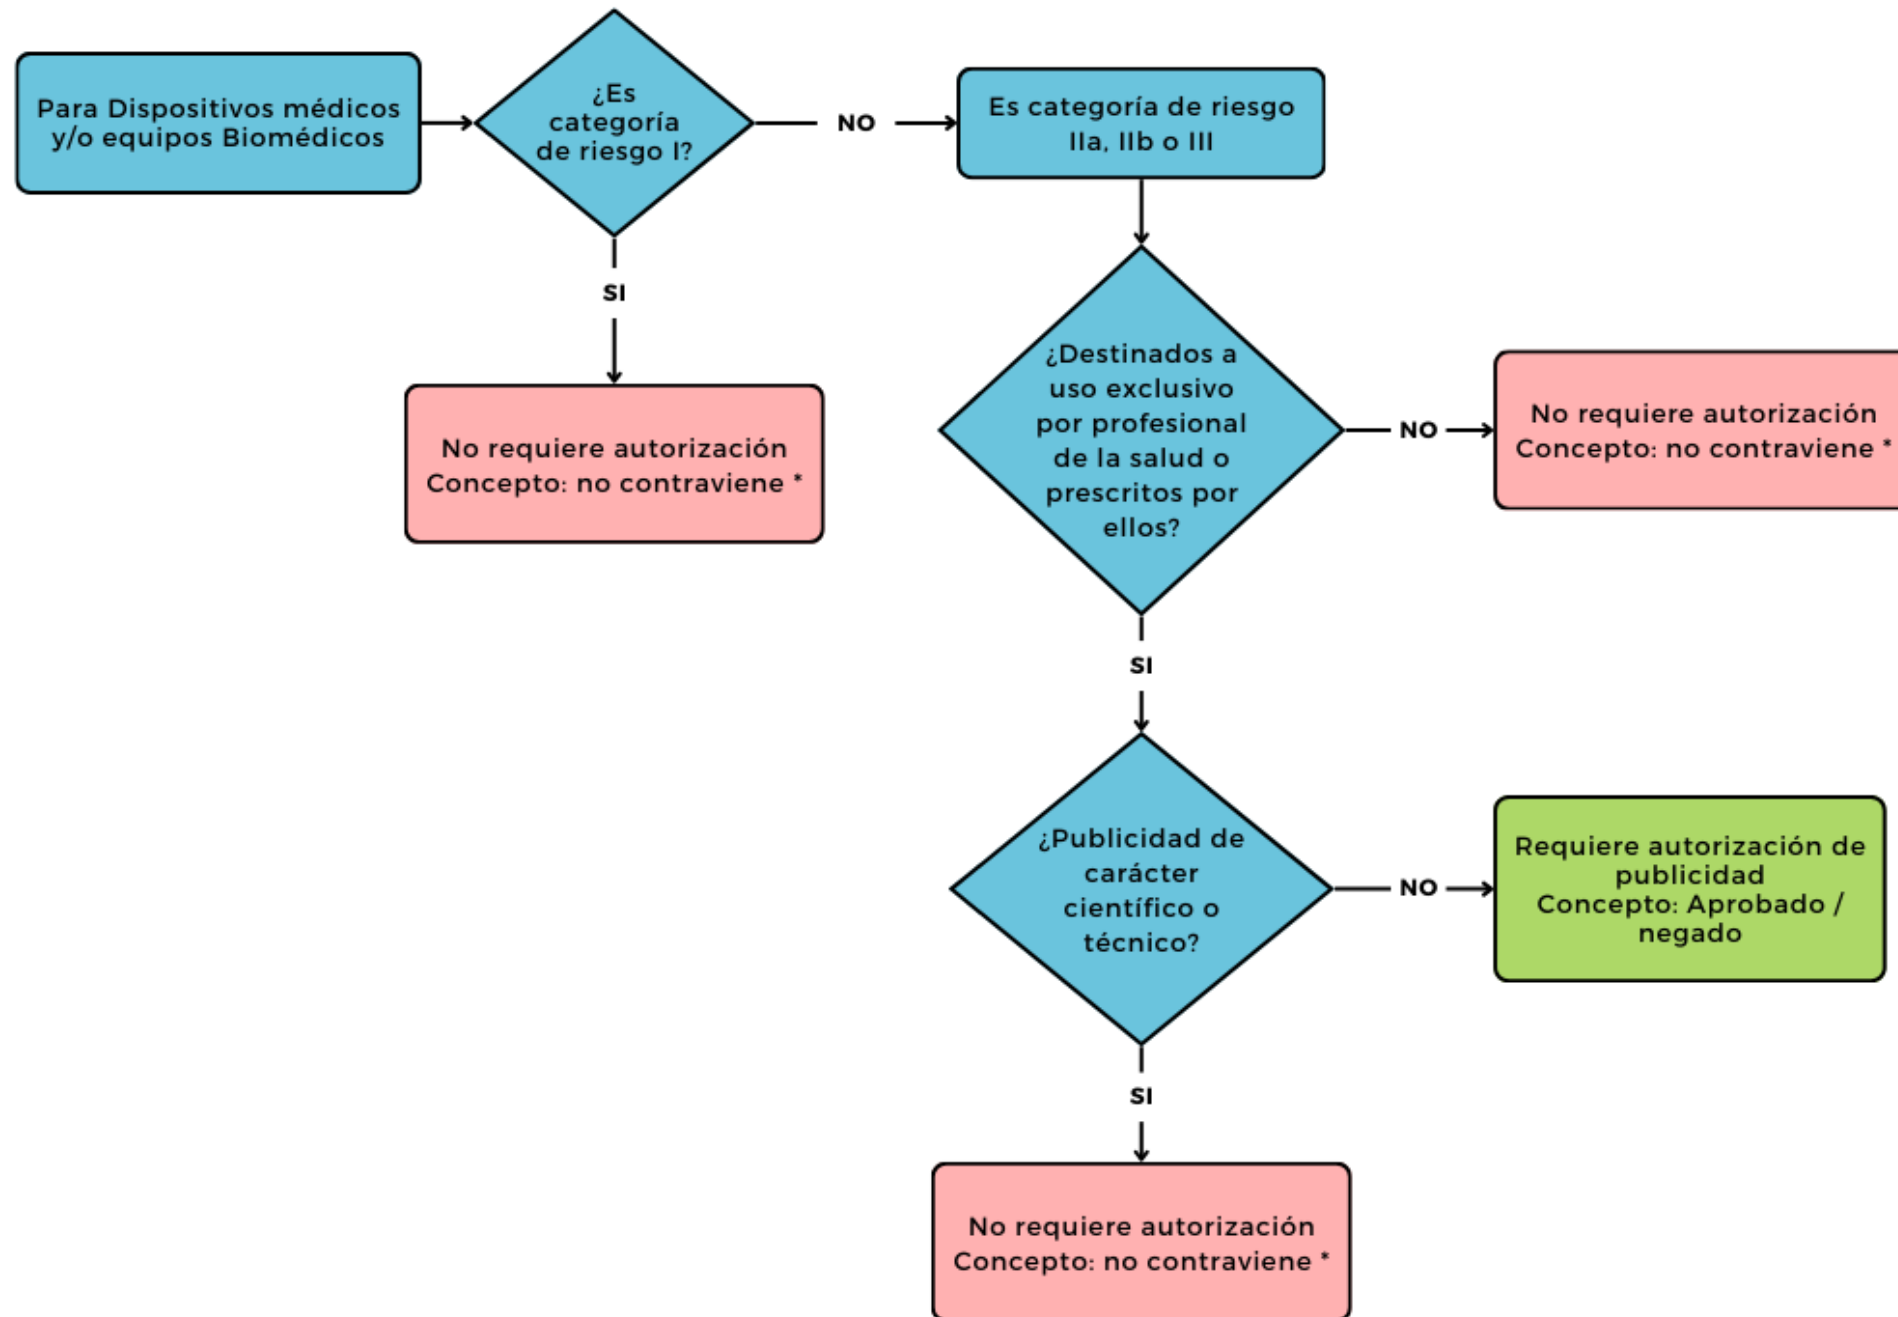 Para Dispositivos médicos
y/o equipos Biomédicos
¿Es
categoría
de riesgo I?
NO
Es categoría de riesgo
IIa, IIb o III
SI
No requiere autorización
Concepto: no contraviene *
¿Destinados a
uso exclusivo
por profesional
de la salud o
prescritos por
ellos?
NO
No requiere autorización
Concepto: no contraviene *
SI
¿Publicidad de
carácter
científico o
técnico?
NO
Requiere autorización de
publicidad
Concepto: Aprobado /
negado
SI
No requiere autorización
Concepto: no contraviene *